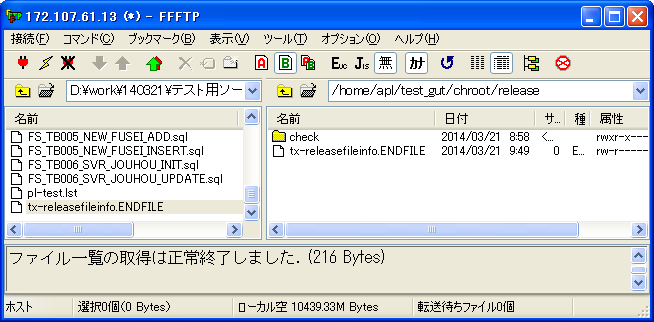 172.107.61.13 (*) - FFFTP
接続(F) コマンド(C) ブックマーク(B) 表示(V) ツール(T) オプション(O) ヘルプ(H)
A B B EUC JIS 無 カナ
D:¥work¥140321¥テスト用ソー /home/apl/test_gut/chroot/release
名前 名前 日付 サ... 種 属性
FS_TB005_NEW_FUSEI_ADD.sql check 2014/03/21 8:58 <... rwxr-x---
FS_TB005_NEW_FUSEI_INSERT.sql tx-releasefileinfo.ENDFILE 2014/03/21 9:49 0 E... rw-r-----
FS_TB006_SVR_JOUHOU_INIT.sql
FS_TB006_SVR_JOUHOU_UPDATE.sql
pl-test.lst
tx-releasefileinfo.ENDFILE
ファイル一覧の取得は正常終了しました. (216 Bytes)
ホスト 選択0個(0 Bytes) ローカル空 10439.33M Bytes 転送待ちファイル0個